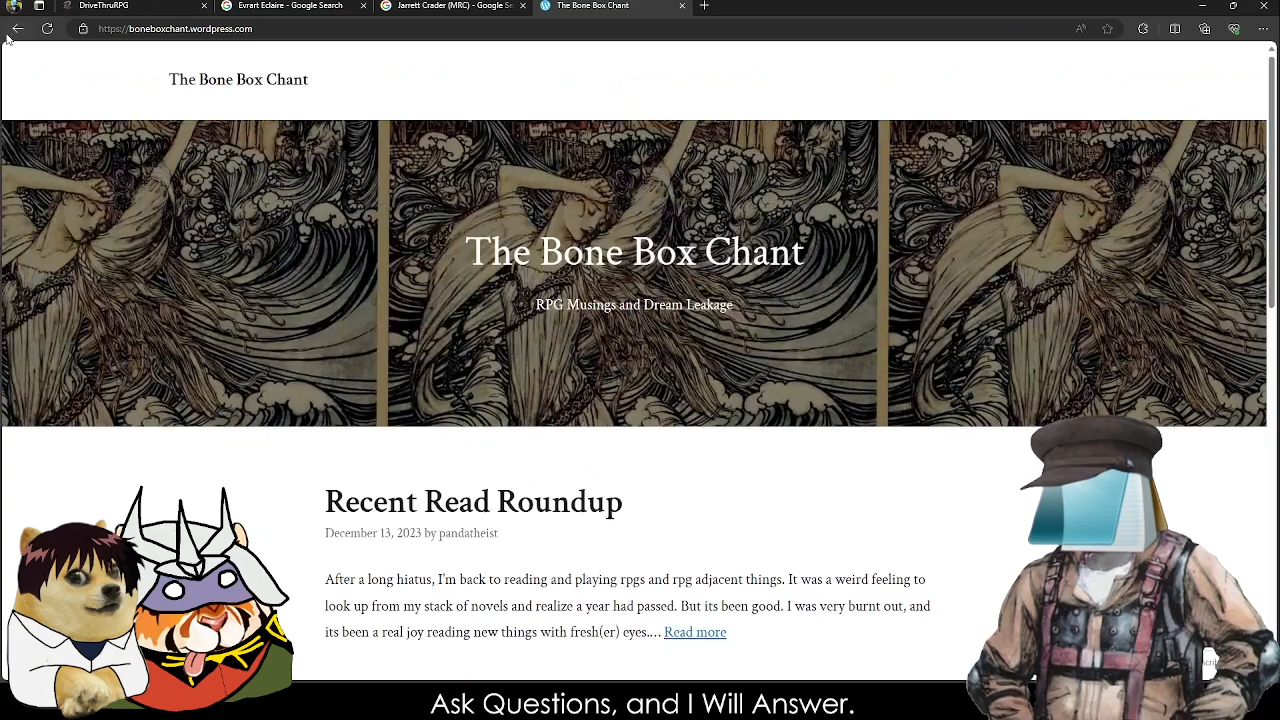 DriveThruRPG
Evrart Eclaire - Google Search
Jarrett Crader (MRC) - Google Se
The Bone Box Chant
https://boneboxchant.wordpress.com
The Bone Box Chant
The Bone Box Chant
RPG Musings and Dream Leakage
Recent Read Roundup
December 13, 2023 by pandatheist
After a long hiatus, I'm back to reading and playing rpgs and rpg adjacent things. It was a weird feeling to
look up from my stack of novels and realize a year had passed. But its been good. I was very burnt out, and
its been a real joy reading new things with fresh(er) eyes.... Read more
Ask Questions, and I Will Answer.